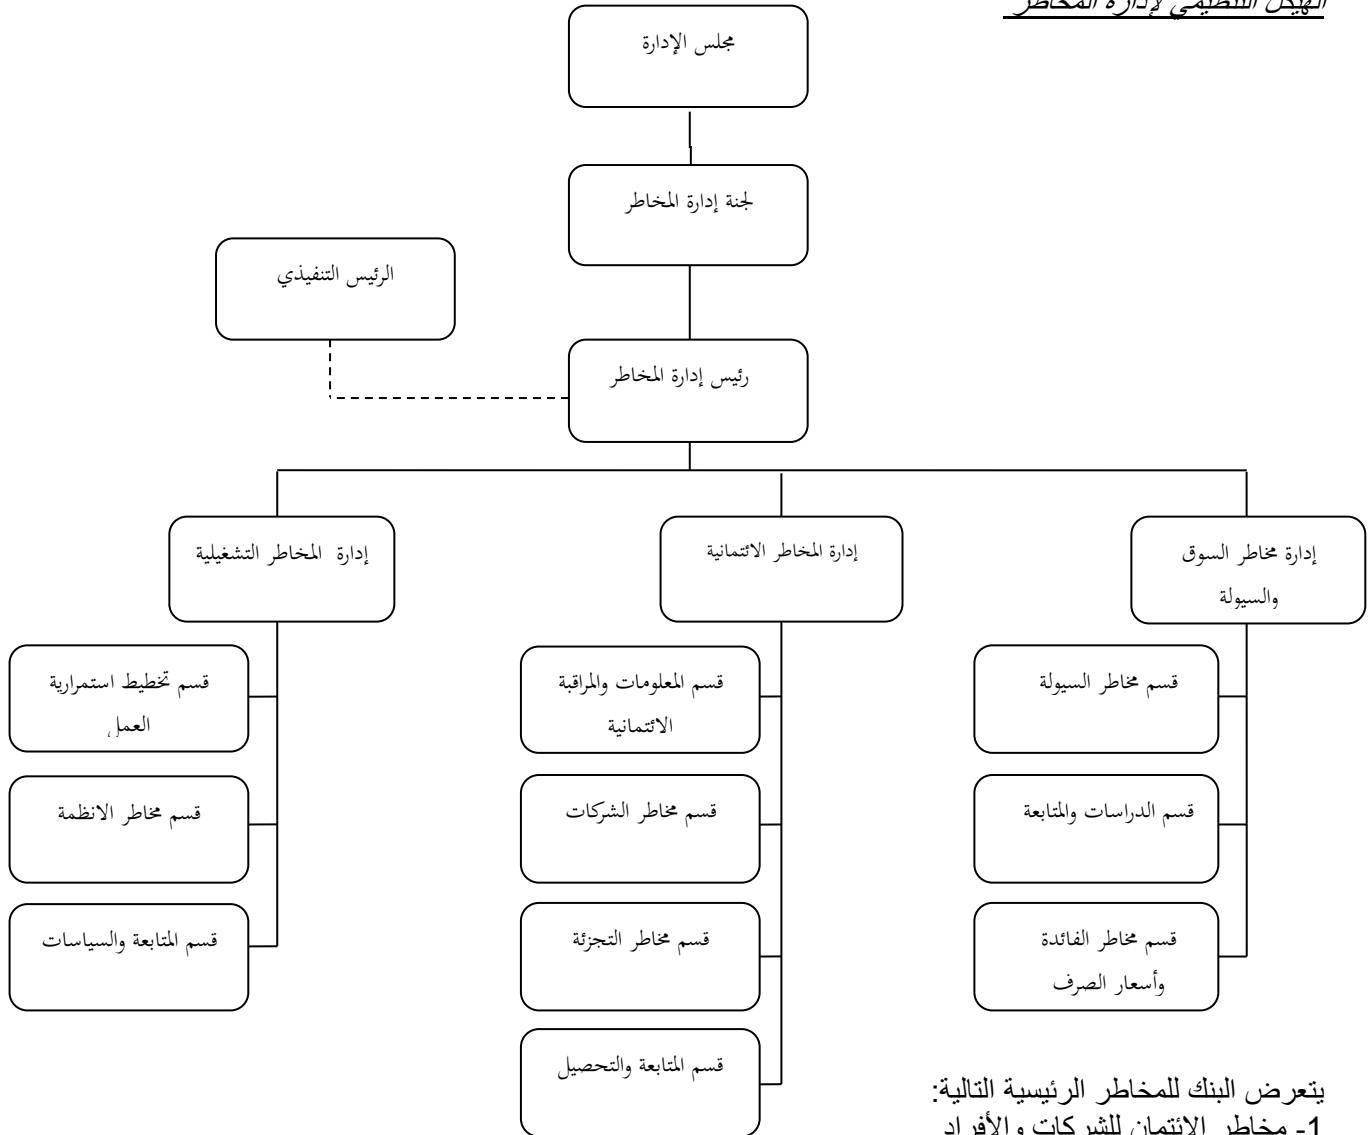 الهيكل التنظيمي لإدارة المخاطر
مجلس الإدارة
لجنة إدارة المخاطر
الرئيس التنفيذي
رئيس إدارة المخاطر
إدارة مخاطر السوق
والسيولة
إدارة المخاطر الائتمانية
إدارة المخاطر التشغيلية
قسم مخاطر السيولة
قسم الدراسات والمتابعة
قسم مخاطر الفائدة
وأسعار الصرف
قسم المعلومات والمراقبة
الائتمانية
قسم مخاطر الشركات
قسم مخاطر التجزئة
قسم المتابعة والتحصيل
قسم تخطيط استمرارية
العمل
قسم مخاطر الانظمة
قسم المتابعة والسياسات
يتعرض البنك للمخاطر الرئيسية التالية:
1- مخاطر الائتمان للشركات والأفراد